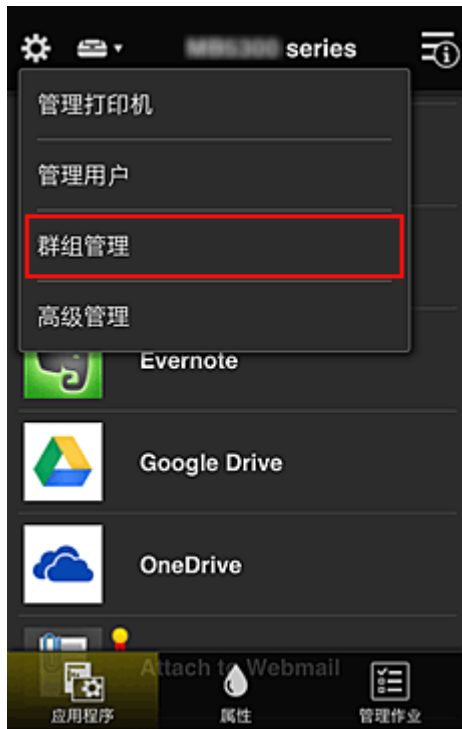 series
管理打印机
管理用户
群组管理
高级管理
Evernote
Google Drive
OneDrive
Attach to Webmail
应用程序
属性
管理作业